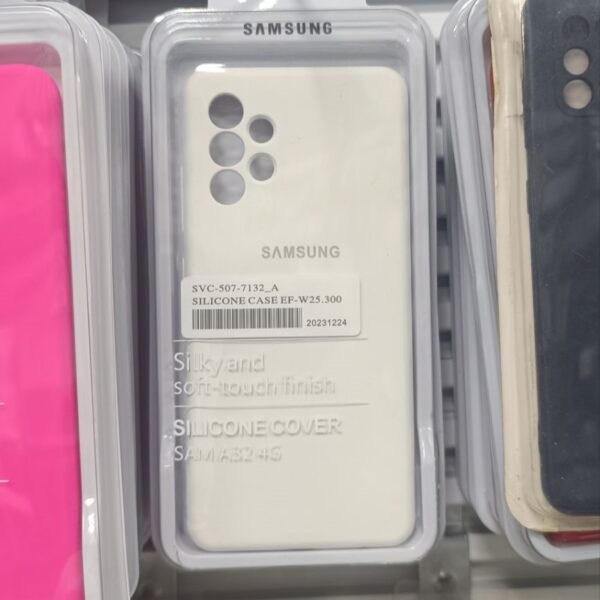 SAMSUNG
SAMSUNG
SVC-507-7132_A
SILICONE CASE EF-W25.300
20231224
Silky and
soft-touch finish
SILICONE COVER
SAM A32 4G